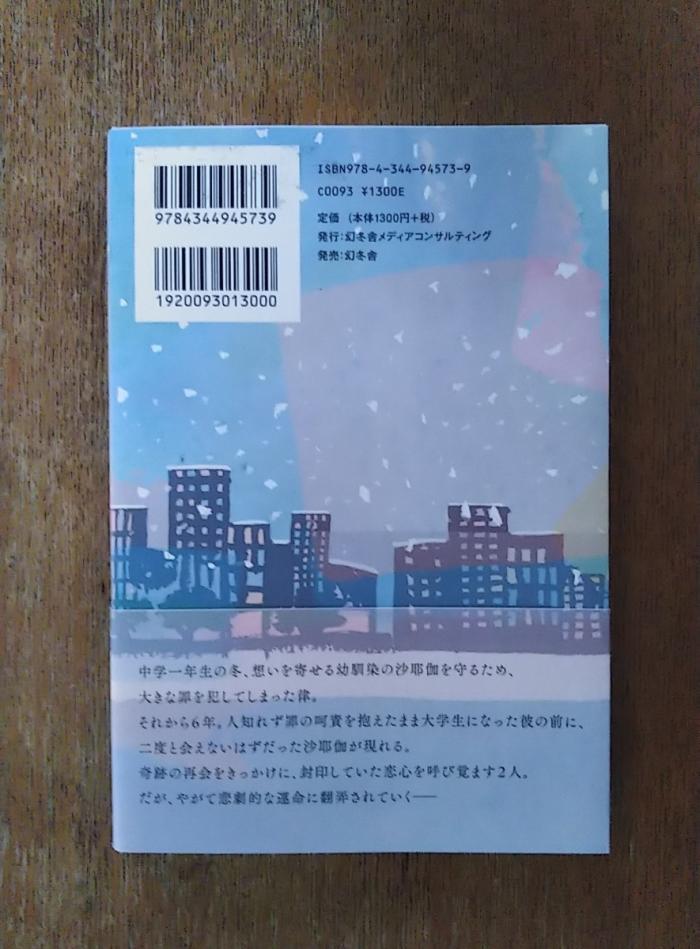 9784344945739
1920093013000
ISBN978-4-344-94573-9
C0093 ¥1300E
定価 (本体1300円+税)
発行：幻冬舎メディアコンサルティング
発売：幻冬舎
中学一年生の冬、想いを寄せる幼馴染の沙耶伽を守るため、
大きな罪を犯してしまった律。
それから6年。人知れず罪の呵責を抱えたまま大学生になった彼の前に、
二度と会えないはずだった沙耶伽が現れる。
奇跡の再会をきっかけに、封印していた恋心を呼び覚ます2人。
だが、やがて悲劇的な運命に翻弄されていく——